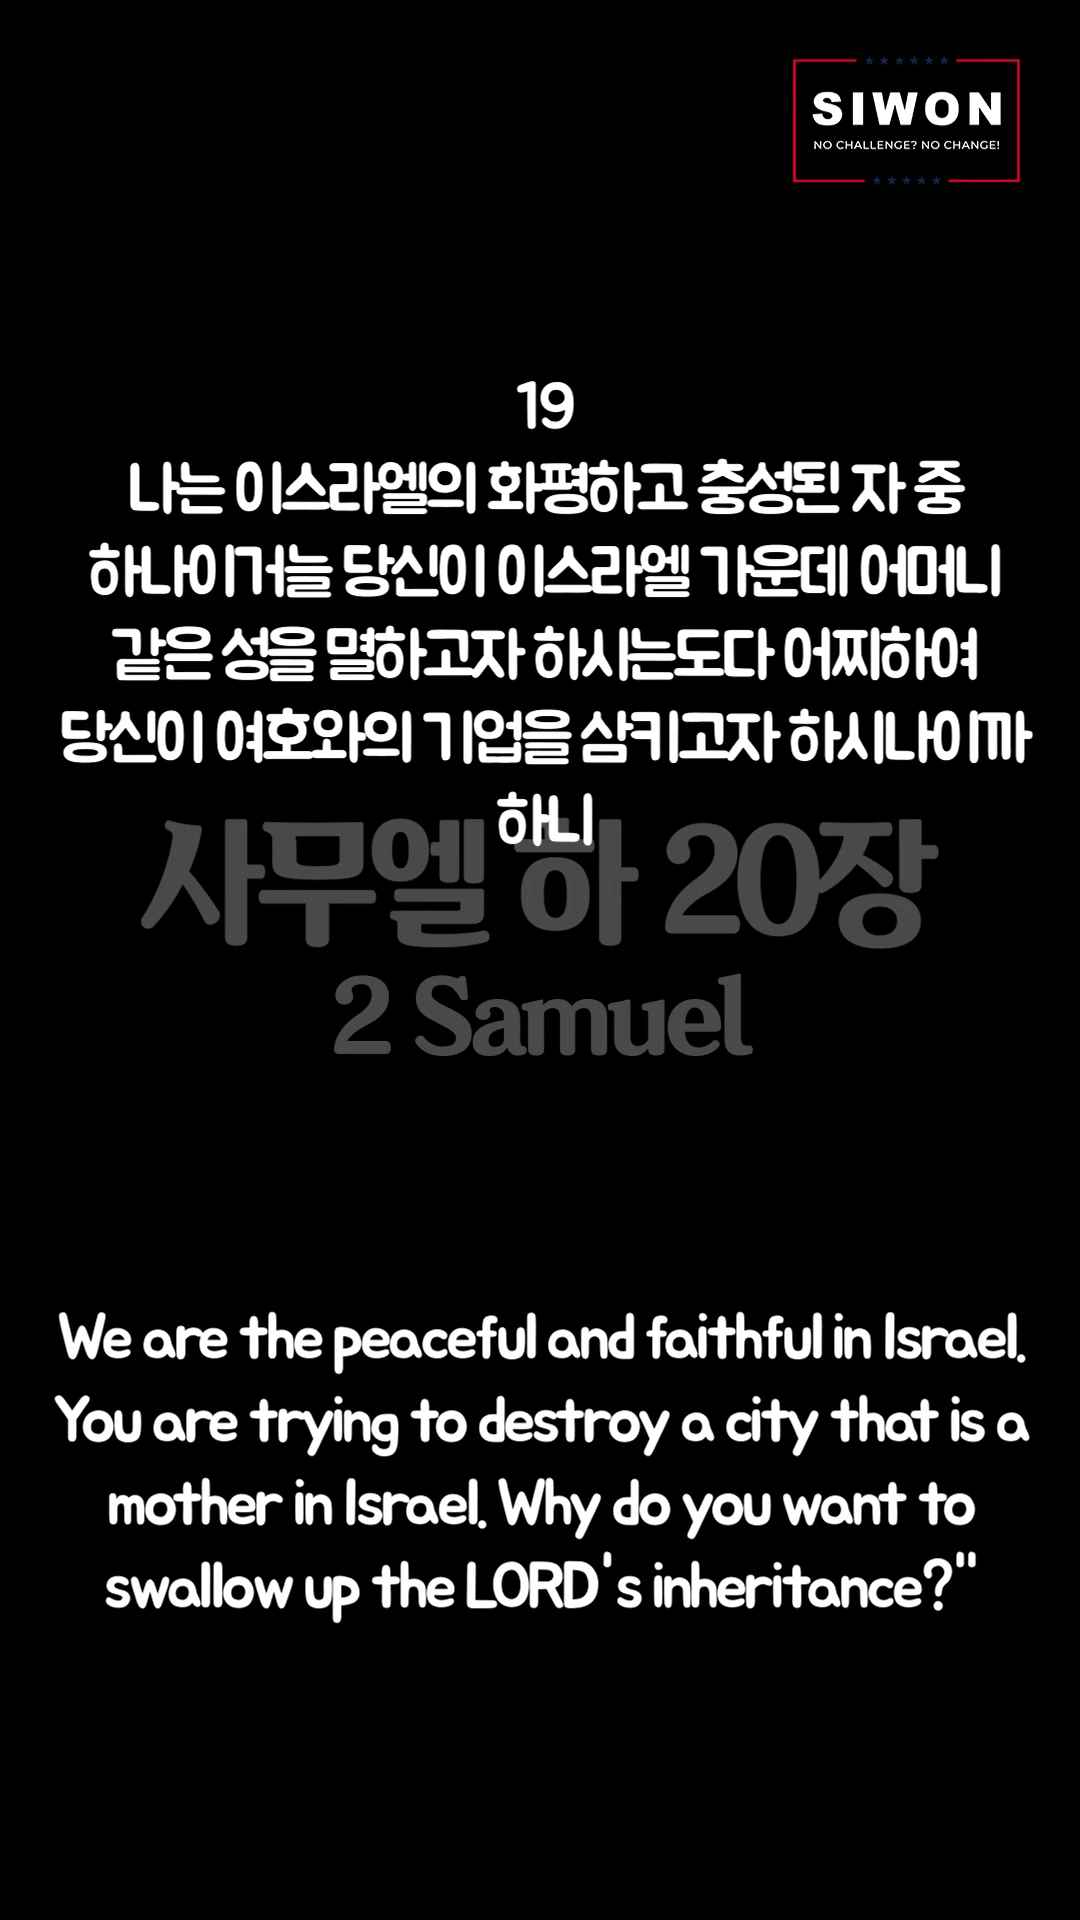 SIWON
NO CHALLENGE? NO CHANGE!
19
나는 이스라엘의 화평하고 충성된 자 중
하나이거늘 당신이 이스라엘 가운데 어머니
같은 성을 멸하고자 하시는도다 어찌하여
당신이 여호와의 기업을 삼키고자 하시나이까
하니
사무엘 하 20장
2 Samuel
We are the peaceful and faithful in Israel.
You are trying to destroy a city that is a
mother in Israel. Why do you want to
swallow up the LORD's inheritance?"